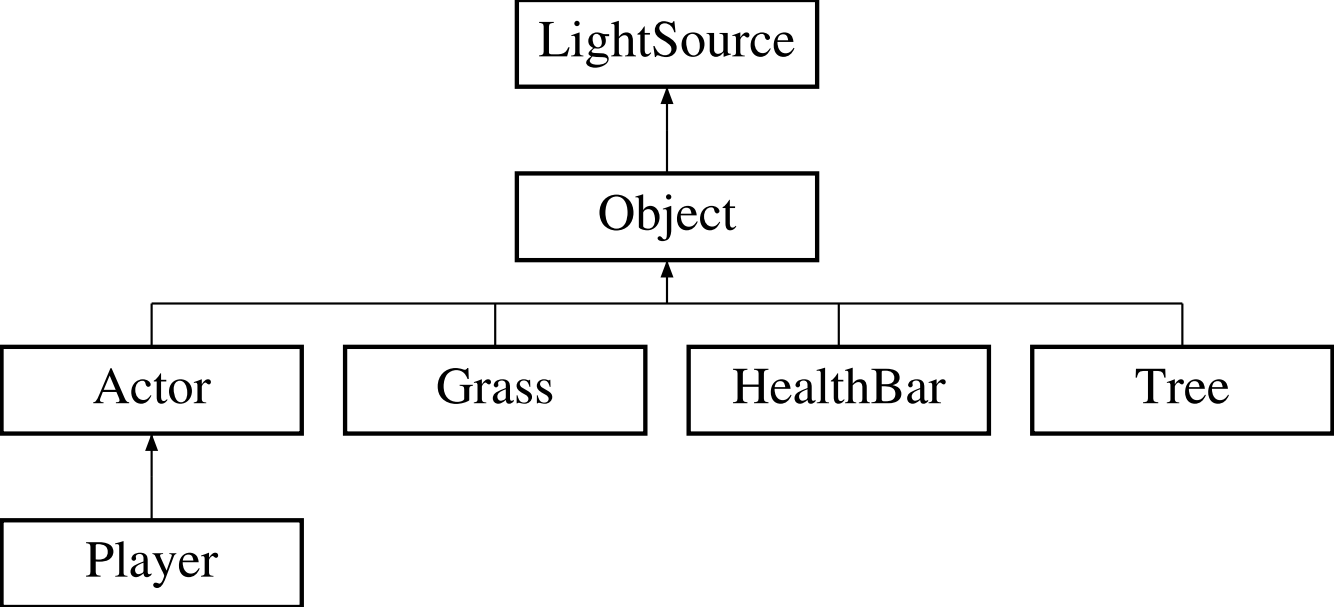 LightSource
Object
Actor
Grass
HealthBar
Tree
Player